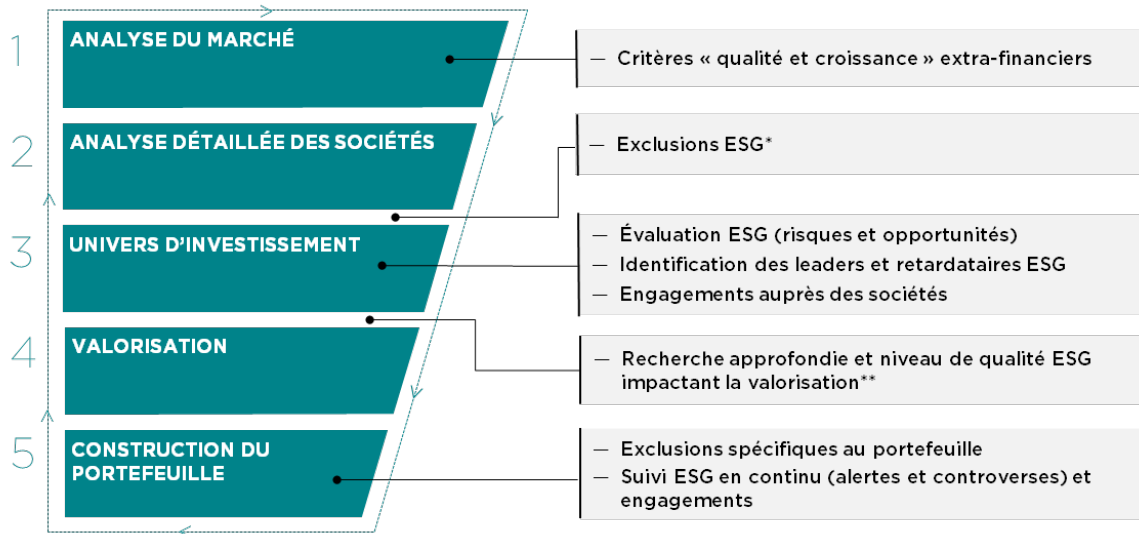 1
ANALYSE DU MARCHÉ
— Critères « qualité et croissance » extra-financiers
2
ANALYSE DÉTAILLÉE DES SOCIÉTÉS
— Exclusions ESG*
3
UNIVERS D'INVESTISSEMENT
— Évaluation ESG (risques et opportunités)
— Identification des leaders et retardataires ESG
— Engagements auprès des sociétés
4
VALORISATION
— Recherche approfondie et niveau de qualité ESG
impactant la valorisation**
5
CONSTRUCTION DU
PORTEFEUILLE
— Exclusions spécifiques au portefeuille
— Suivi ESG en continu (alertes et controverses) et
engagements